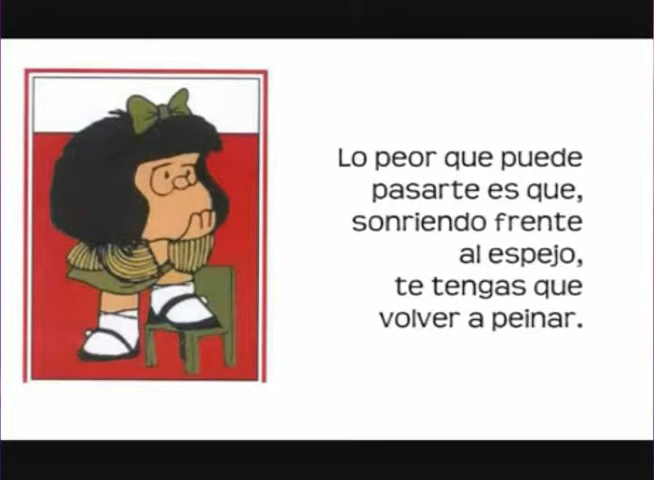 Lo peor que puede
pasarte es que,
sonriendo frente
al espejo,
te tengas que
volver a peinar.